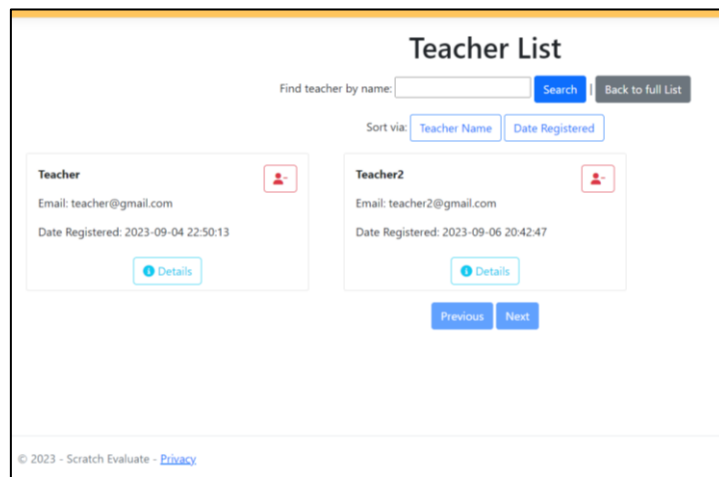 Teacher List
Find teacher by name: Search | Back to full List
Sort via: Teacher Name Date Registered
Teacher
Email: teacher@gmail.com
Date Registered: 2023-09-04 22:50:13
Details
Teacher2
Email: teacher2@gmail.com
Date Registered: 2023-09-06 20:42:47
Details
Previous Next
© 2023 - Scratch Evaluate - Privacy